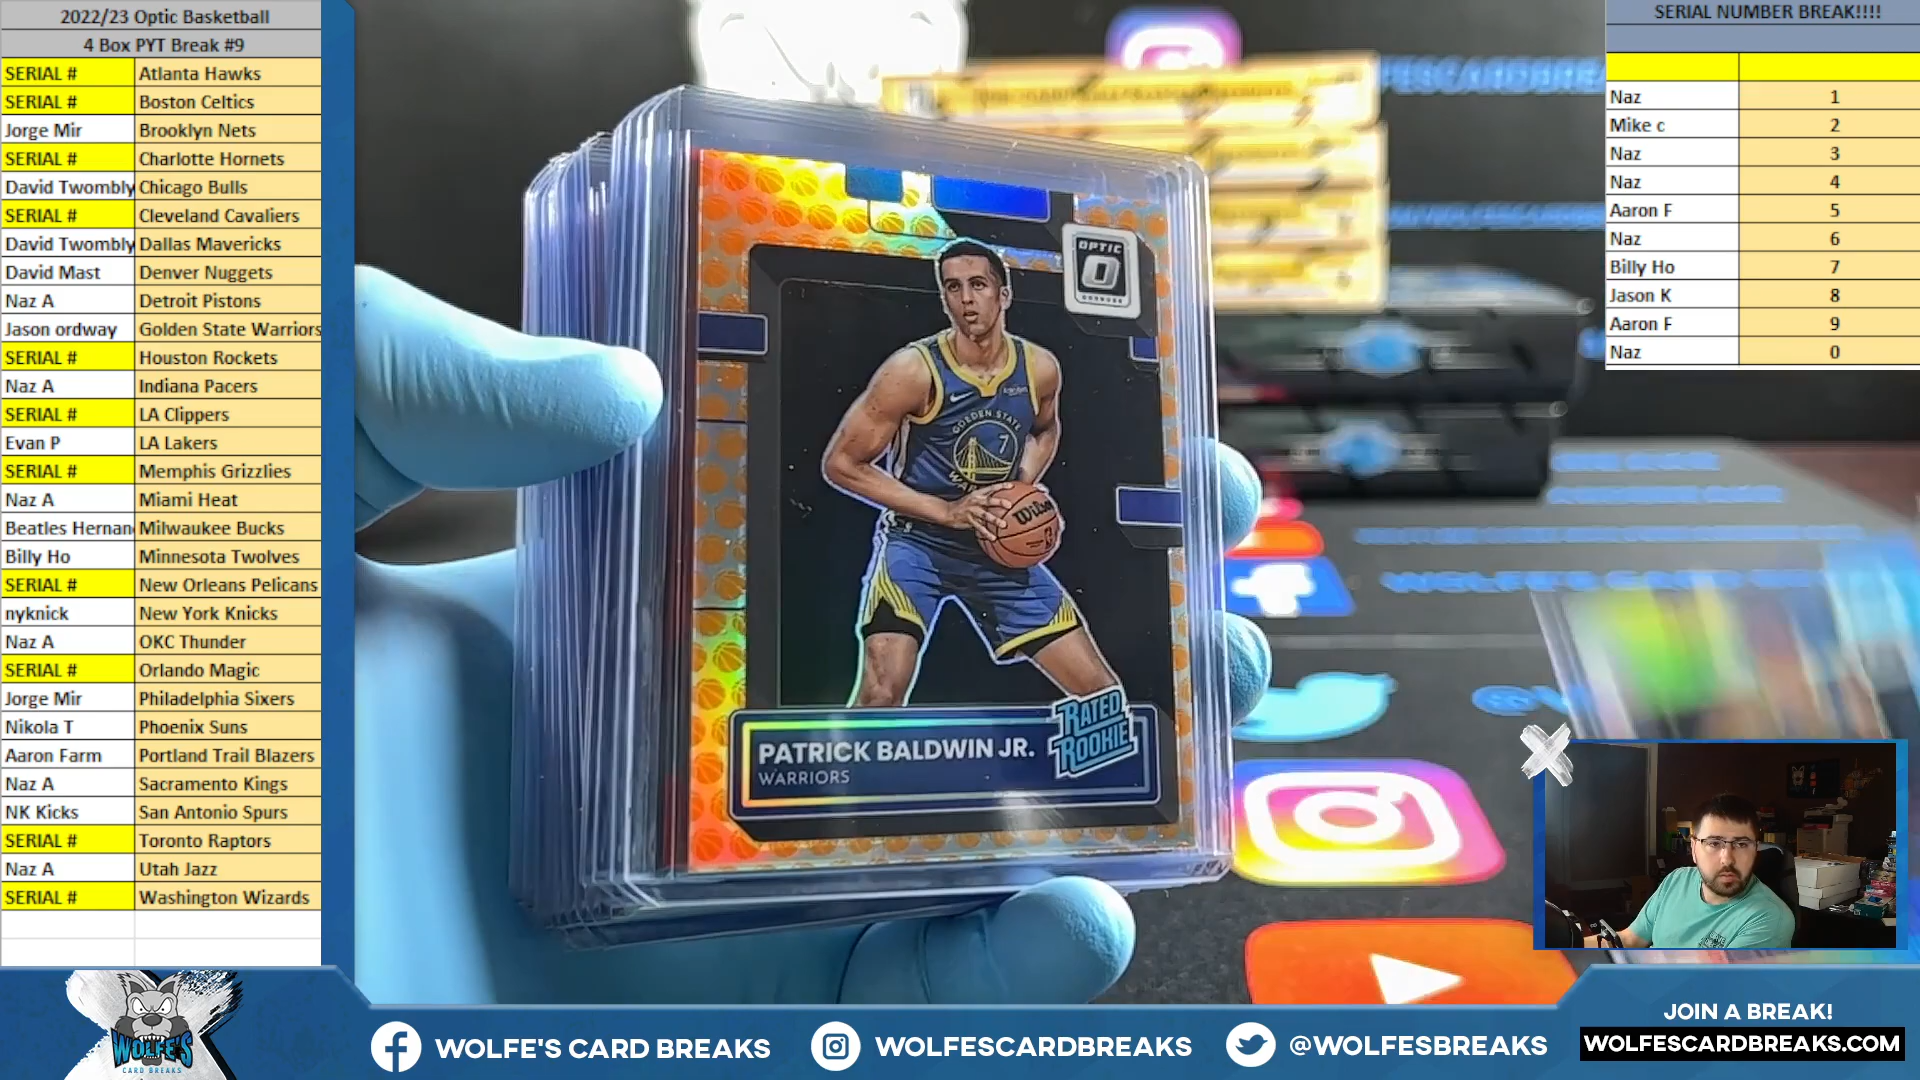 2022/23 Optic Basketball
4 Box PYT Break #9
SERIAL # Atlanta Hawks
SERIAL # Boston Celtics
Jorge Mir Brooklyn Nets
SERIAL # Charlotte Hornets
David Twombly Chicago Bulls
SERIAL # Cleveland Cavaliers
David Twombly Dallas Mavericks
David Mast Denver Nuggets
Naz A Detroit Pistons
Jason ordway Golden State Warriors
SERIAL # Houston Rockets
Naz A Indiana Pacers
SERIAL # LA Clippers
Evan P LA Lakers
SERIAL # Memphis Grizzlies
Naz A Miami Heat
Beatles Hernan Milwaukee Bucks
Billy Ho Minnesota Twolves
SERIAL # New Orleans Pelicans
nyknick New York Knicks
Naz A OKC Thunder
SERIAL # Orlando Magic
Jorge Mir Philadelphia Sixers
Nikola T Phoenix Suns
Aaron Farm Portland Trail Blazers
Naz A Sacramento Kings
NK Kicks San Antonio Spurs
SERIAL # Toronto Raptors
Naz A Utah Jazz
SERIAL # Washington Wizards
SERIAL NUMBER BREAK!!!!
Naz 1
Mike c 2
Naz 3
Naz 4
Aaron F 5
Naz 6
Billy Ho 7
Jason K 8
Aaron F 9
Naz 0
OPTIC
DONRUSS
GOLDEN STATE
7
WARRIORS
Wilson
PATRICK BALDWIN JR.
WARRIORS
RATED
ROOKIE
WOLFE'S
CARD BREAKS
WOLFE'S CARD BREAKS
WOLFESCARDBREAKS
@WOLFESBREAKS
JOIN A BREAK!
WOLFESCARDBREAKS.COM